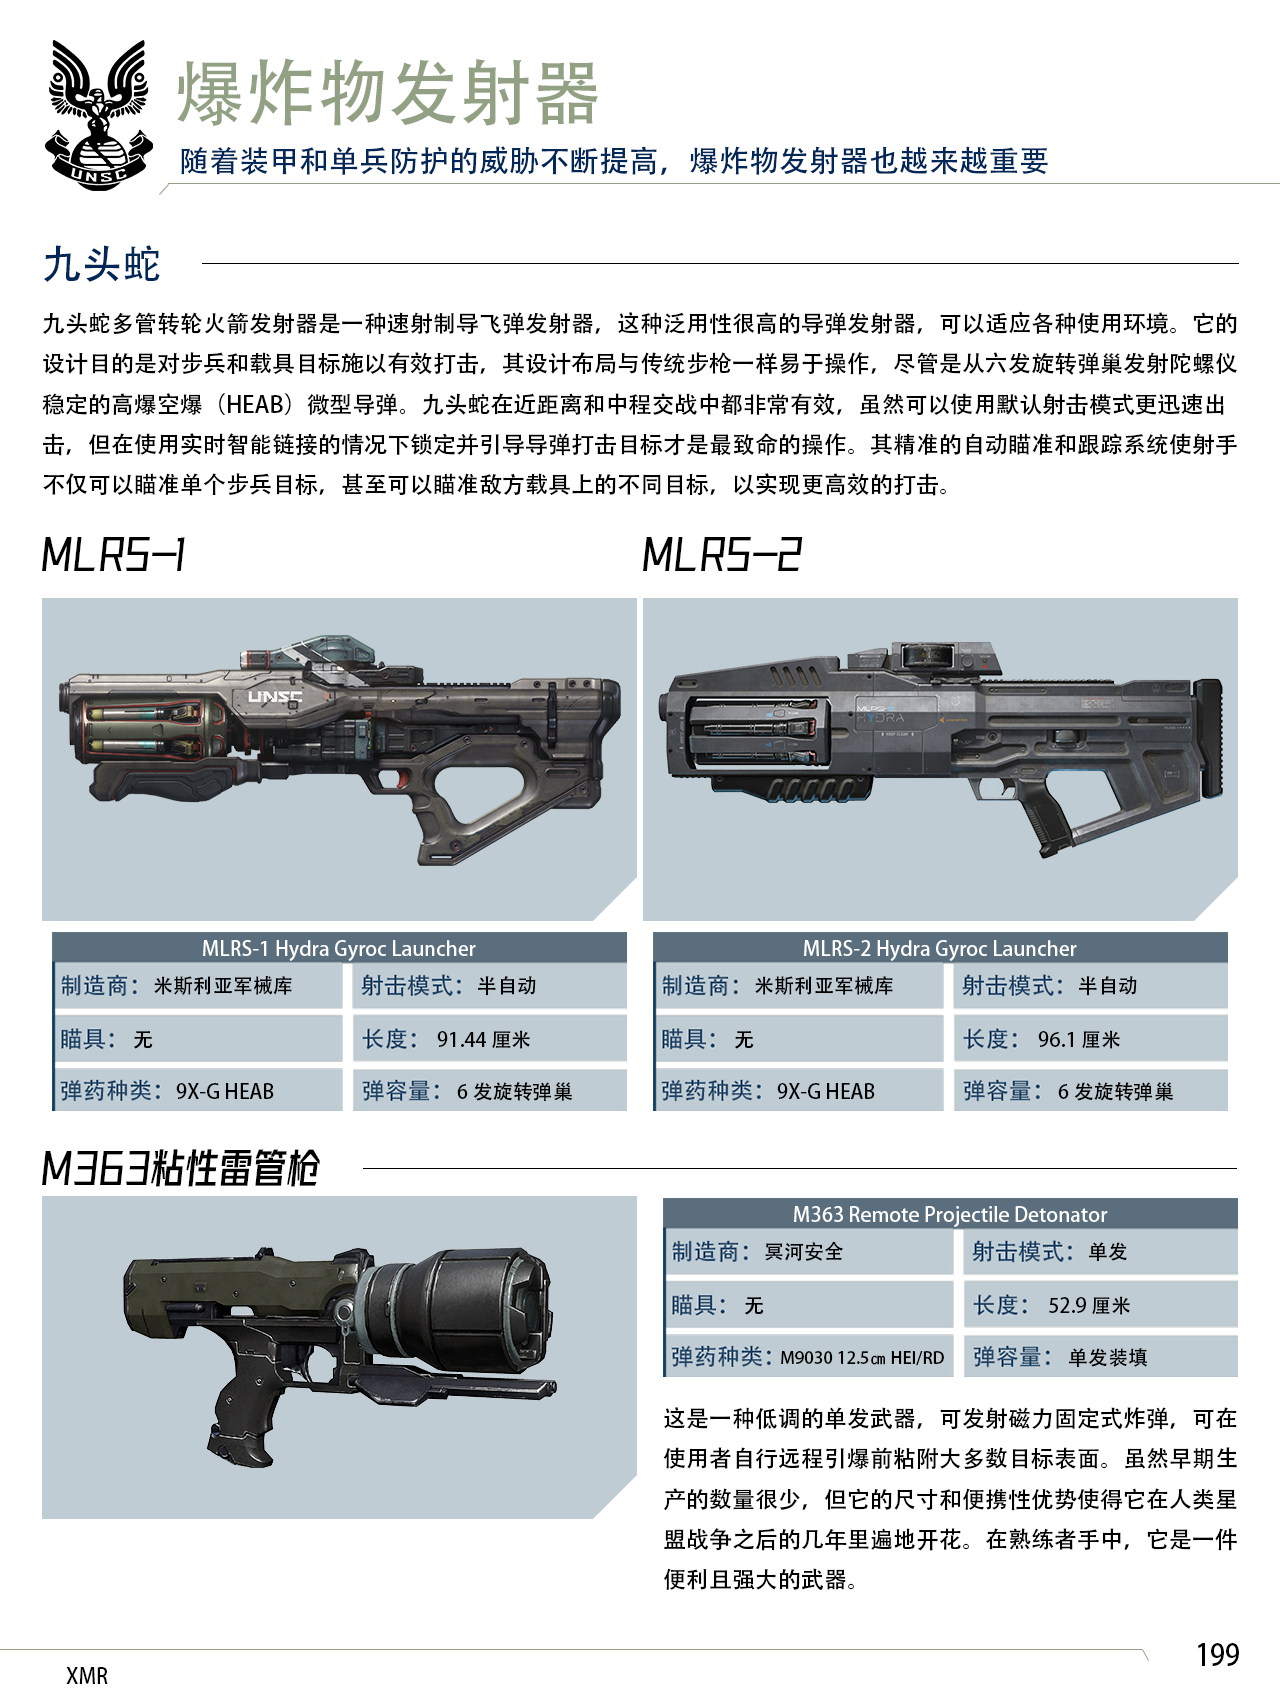 UNSC
爆炸物发射器
随着装甲和单兵防护的威胁不断提高，爆炸物发射器也越来越重要
九头蛇
九头蛇多管转轮火箭发射器是一种速射制导飞弹发射器，这种泛用性很高的导弹发射器，可以适应各种使用环境。它的
设计目的是对步兵和载具目标施以有效打击，其设计布局与传统步枪一样易于操作，尽管是从六发旋转弹巢发射陀螺仪
稳定的高爆空爆（HEAB）微型导弹。九头蛇在近距离和中程交战中都非常有效，虽然可以使用默认射击模式更迅速出
击，但在使用实时智能链接的情况下锁定并引导导弹打击目标才是最致命的操作。其精准的自动瞄准和跟踪系统使射手
不仅可以瞄准单个步兵目标，甚至可以瞄准敌方载具上的不同目标，以实现更高效的打击。
MLRS-1
MLRS-2
UNSC
MLRS-2
HYDRA
KEEP CLEAR
MLRS-1 Hydra Gyroc Launcher
制造商：米斯利亚军械库
射击模式：半自动
瞄具：无
长度：91.44 厘米
弹药种类：9X-G HEAB
弹容量：6 发旋转弹巢
MLRS-2 Hydra Gyroc Launcher
制造商：米斯利亚军械库
射击模式：半自动
瞄具：无
长度：96.1 厘米
弹药种类：9X-G HEAB
弹容量：6 发旋转弹巢
M363粘性雷管枪
M363 Remote Projectile Detonator
制造商：冥河安全
射击模式：单发
瞄具：无
长度：52.9 厘米
弹药种类：M9030 12.5㎝ HEI/RD
弹容量：单发装填
这是一种低调的单发武器，可发射磁力固定式炸弹，可在
使用者自行远程引爆前粘附大多数目标表面。虽然早期生
产的数量很少，但它的尺寸和便携性优势使得它在人类星
盟战争之后的几年里遍地开花。在熟练者手中，它是一件
便利且强大的武器。
199
XMR